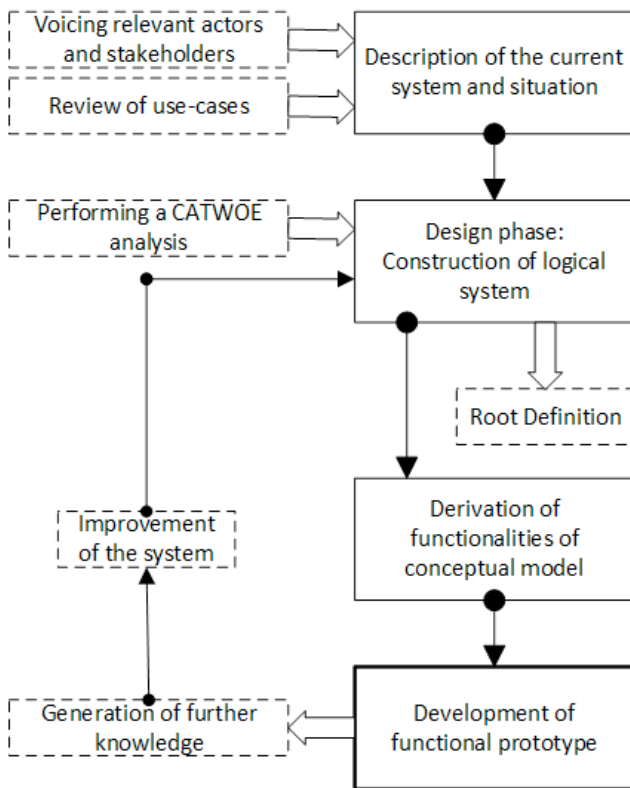 Voicing relevant actors
and stakeholders
Review of use-cases
Description of the current
system and situation
Performing a CATWOE
analysis
Design phase:
Construction of logical
system
Root Definition
Derivation of
functionalities of
conceptual model
Improvement
of the system
Generation of further
knowledge
Development of
functional prototype